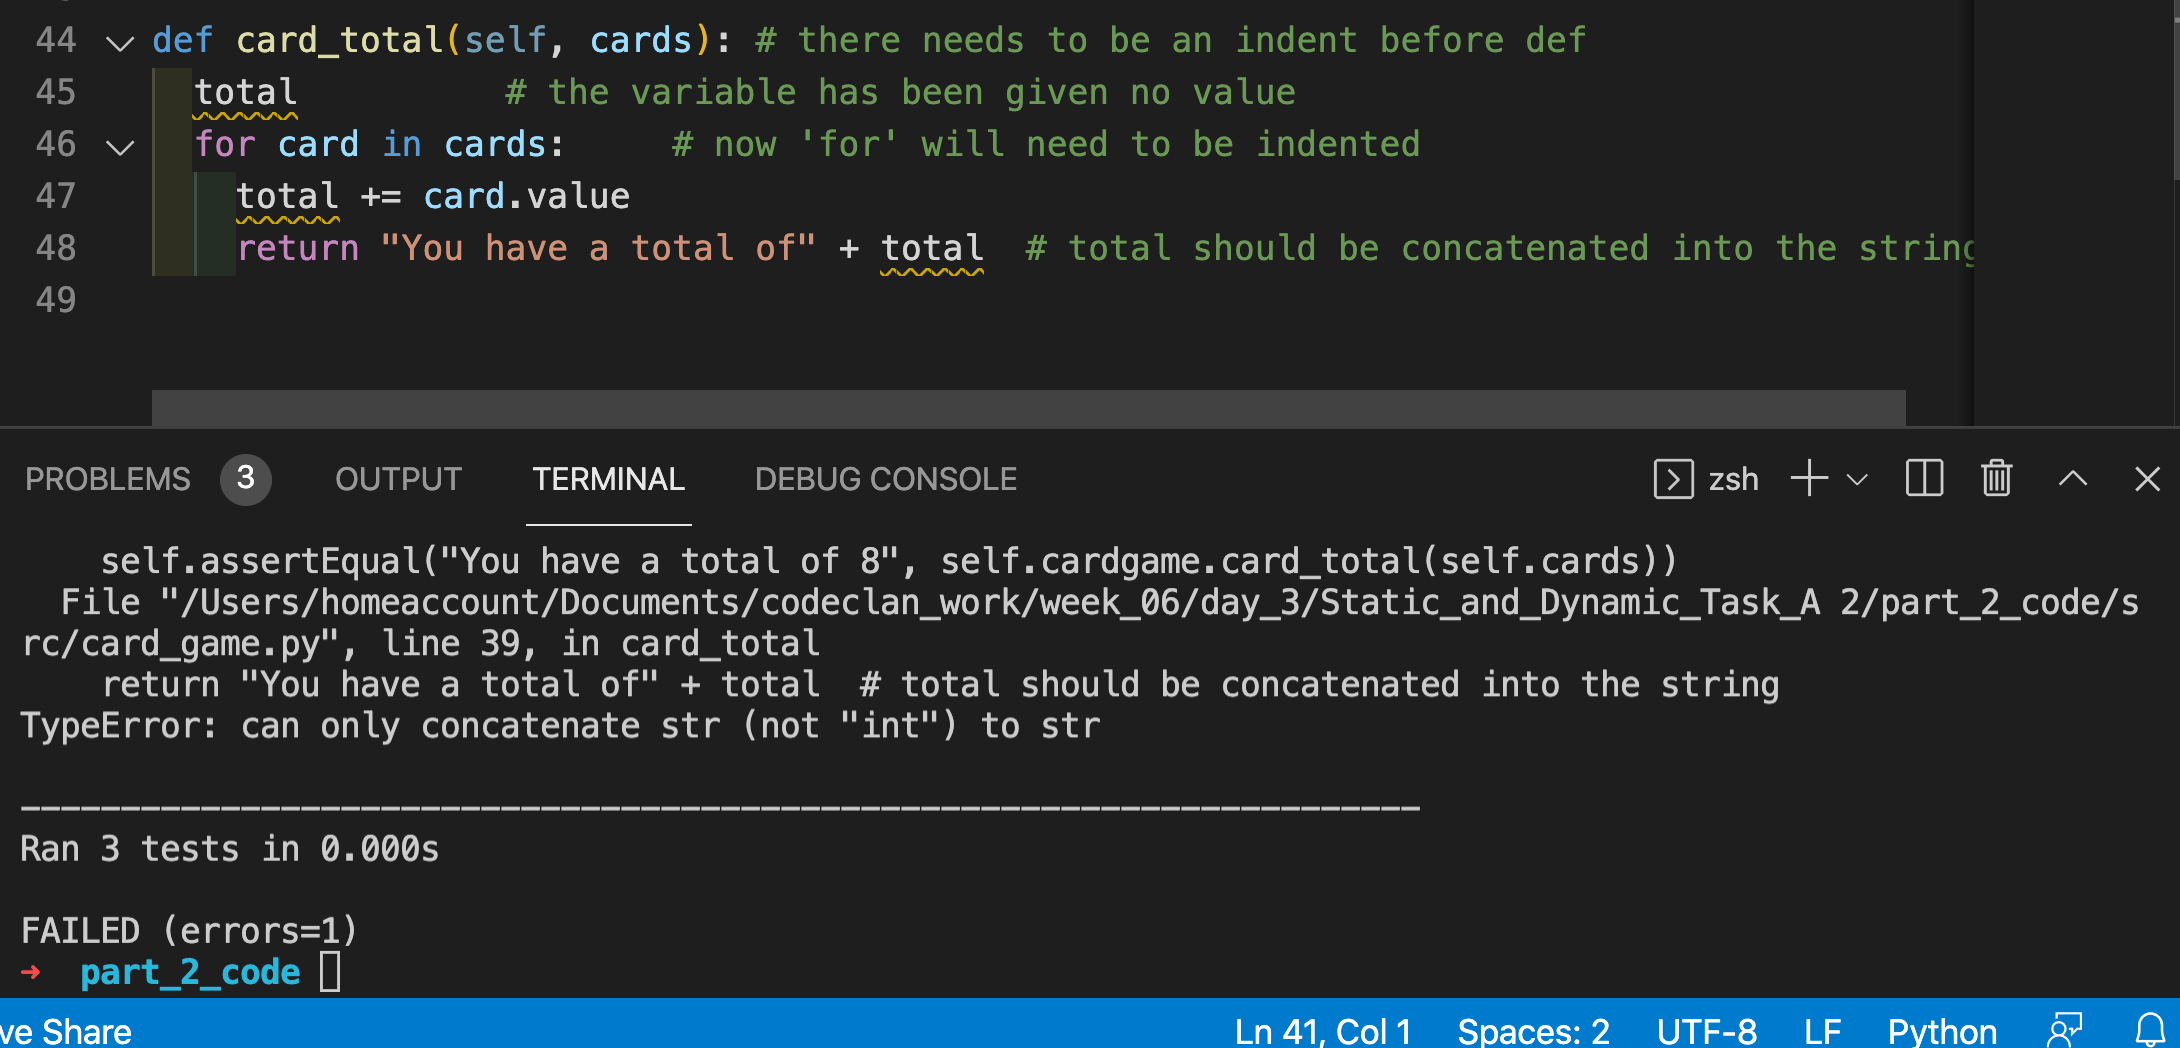 44 def card_total(self, cards): # there needs to be an indent before def
45 total # the variable has been given no value
46 for card in cards: # now 'for' will need to be indented
47 total += card.value
48 return "You have a total of" + total # total should be concatenated into the string
49
PROBLEMS 3 OUTPUT TERMINAL DEBUG CONSOLE zsh
self.assertEqual("You have a total of 8", self.cardgame.card_total(self.cards))
File "/Users/homeaccount/Documents/codeclan_work/week_06/day_3/Static_and_Dynamic_Task_A 2/part_2_code/s
rc/card_game.py", line 39, in card_total
return "You have a total of" + total # total should be concatenated into the string
TypeError: can only concatenate str (not "int") to str
----------------------------------------------------------------------
Ran 3 tests in 0.000s
FAILED (errors=1)
➜ part_2_code
ve Share Ln 41, Col 1 Spaces: 2 UTF-8 LF Python